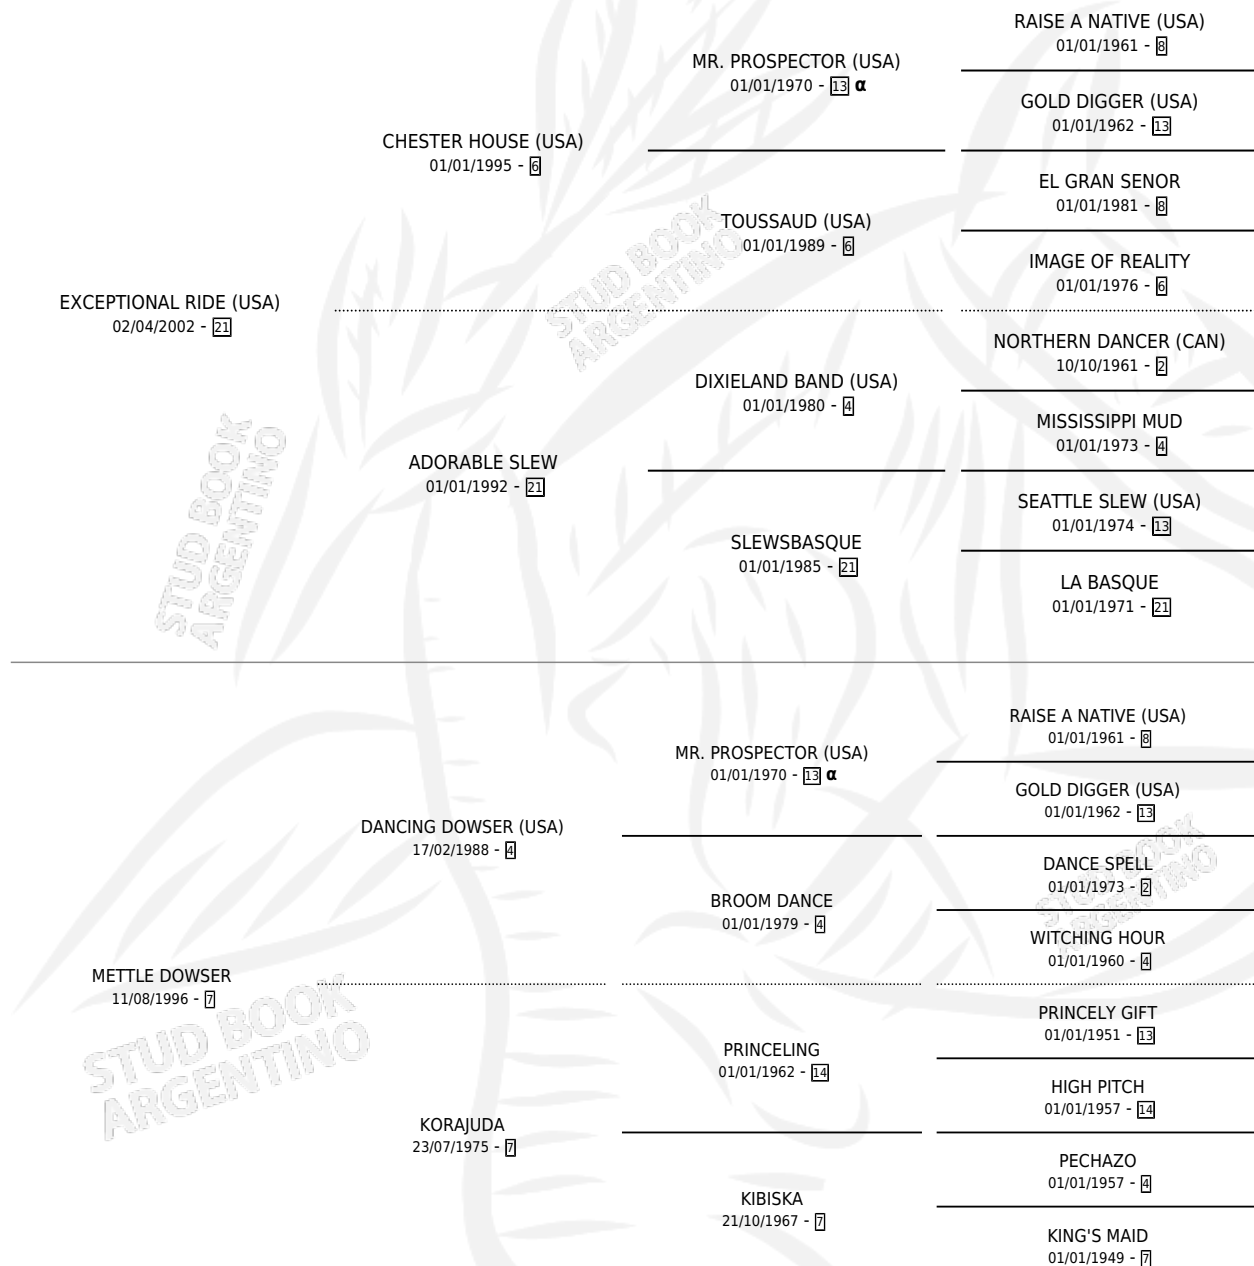 RAISE A NATIVE (USA)
01/01/1961 - 8
MR. PROSPECTOR (USA)
01/01/1970 - 13 α
GOLD DIGGER (USA)
01/01/1962 - 13
CHESTER HOUSE (USA)
01/01/1995 - 6
EL GRAN SENOR
01/01/1981 - 8
TOUSSAUD (USA)
01/01/1989 - 6
IMAGE OF REALITY
01/01/1976 - 6
EXCEPTIONAL RIDE (USA)
02/04/2002 - 21
NORTHERN DANCER (CAN)
10/10/1961 - 2
DIXIELAND BAND (USA)
01/01/1980 - 4
MISSISSIPPI MUD
01/01/1973 - 4
ADORABLE SLEW
01/01/1992 - 21
SEATTLE SLEW (USA)
01/01/1974 - 13
SLEWSBASQUE
01/01/1985 - 21
LA BASQUE
01/01/1971 - 21
RAISE A NATIVE (USA)
01/01/1961 - 8
MR. PROSPECTOR (USA)
01/01/1970 - 13 α
GOLD DIGGER (USA)
01/01/1962 - 13
DANCING DOWSER (USA)
17/02/1988 - 4
DANCE SPELL
01/01/1973 - 2
BROOM DANCE
01/01/1979 - 4
WITCHING HOUR
01/01/1960 - 4
METTLE DOWSER
11/08/1996 - 7
PRINCELY GIFT
01/01/1951 - 13
PRINCELING
01/01/1962 - 14
HIGH PITCH
01/01/1957 - 14
KORAJUDA
23/07/1975 - 7
PECHAZO
01/01/1957 - 4
KIBISKA
21/10/1967 - 7
KING'S MAID
01/01/1949 - 7
STUD BOOK
ARGENTINO
STUD BOOK
ARGENTINO
STUD BOOK
ARGENTINO
STUD BOOK
ARGENTINO